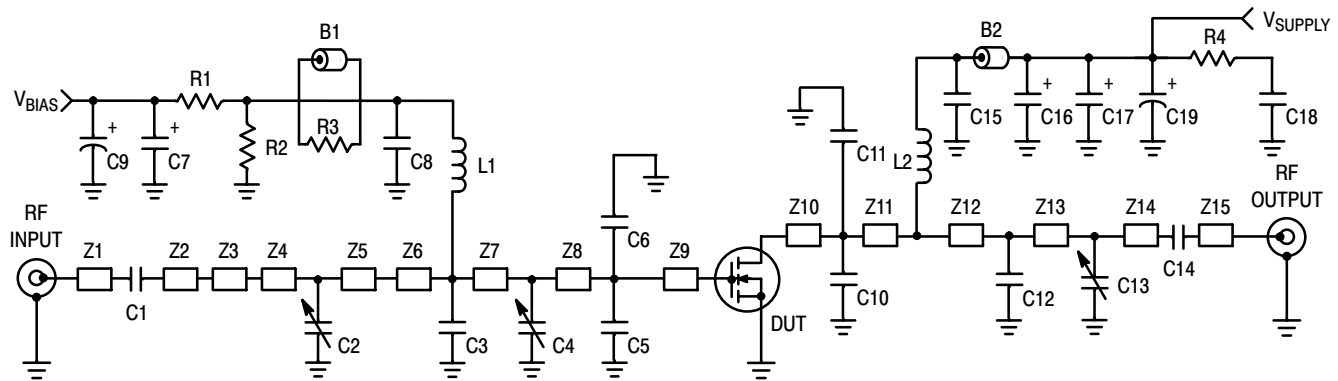 V_SUPPLY
B1
B2
R4
R1
V_BIAS
+
+
+
+
+
C9
C7
R2
R3
C8
L1
C15
C16
C17
C19
C18
C11
L2
RF
INPUT
C6
RF
OUTPUT
Z1
Z2
Z3
Z4
Z5
Z6
Z7
Z8
Z9
Z10
Z11
Z12
Z13
Z14
Z15
C1
C2
C3
C4
C5
DUT
C10
C12
C13
C14